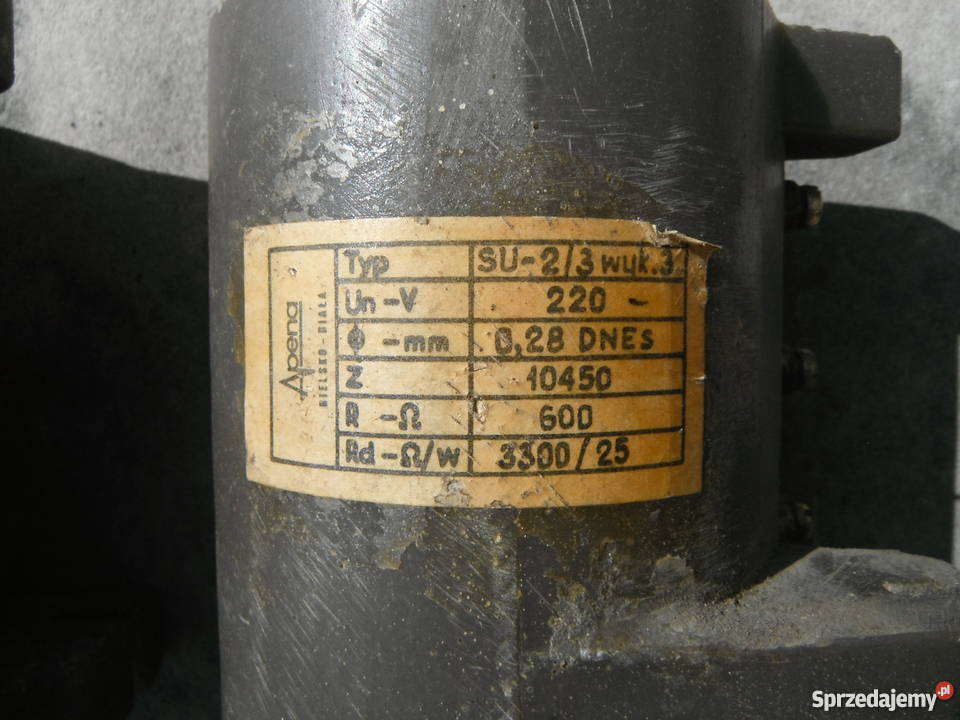 Apena
BIELSKO-BIAŁA
Typ SU-2/3 wyk.3
Un-V 220 -
Φ -mm 0,28 DNEs
Z 10450
R -Ω 600
Rd-Ω/W 3300/25
Sprzedajemy.pl